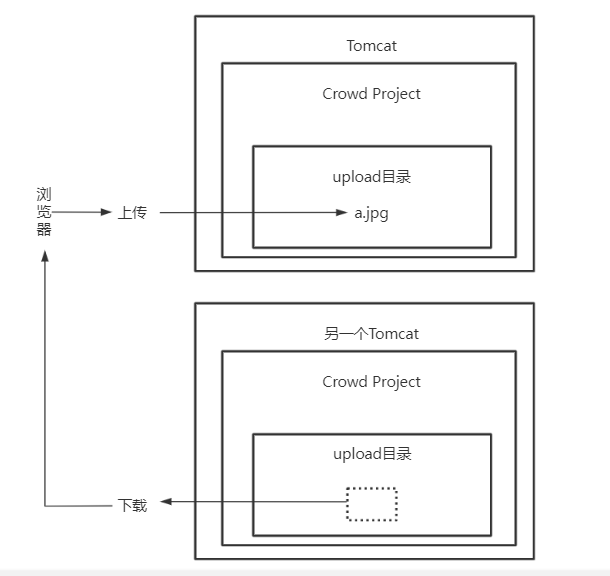 Tomcat
Crowd Project
upload目录
浏
览
器
上传
a.jpg
另一个Tomcat
Crowd Project
upload目录
下载